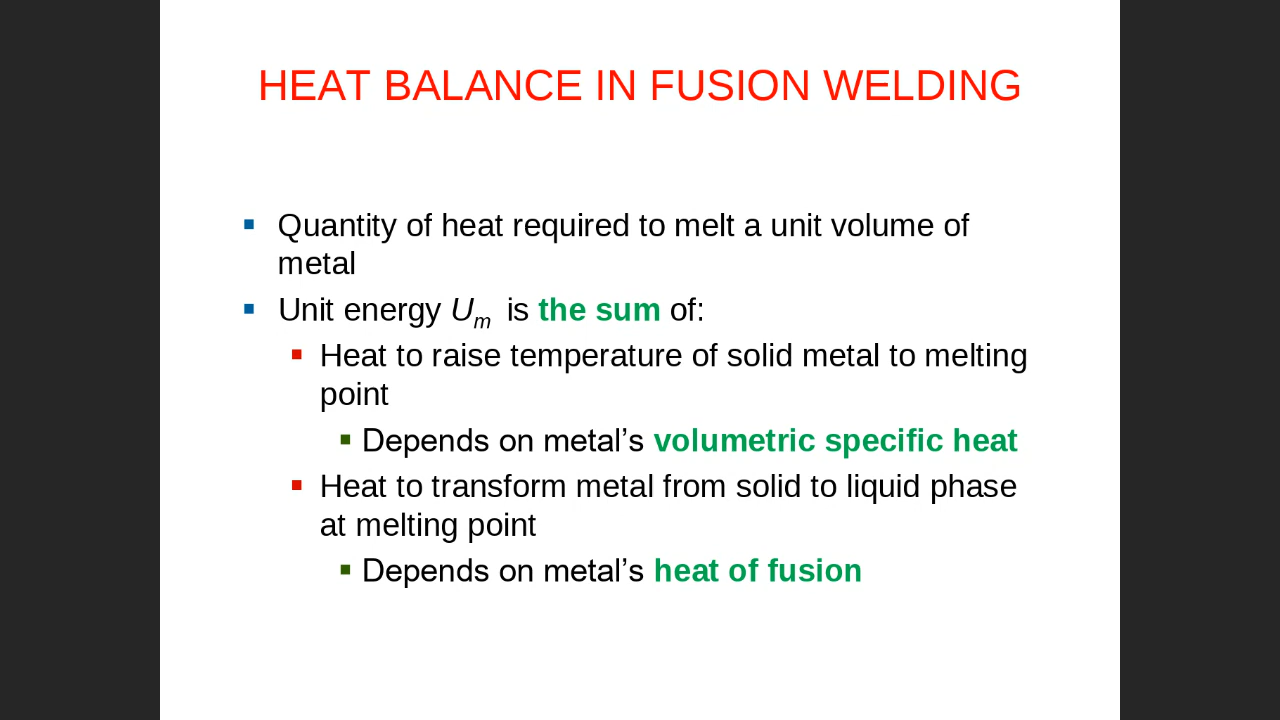 HEAT BALANCE IN FUSION WELDING
▪ Quantity of heat required to melt a unit volume of
metal
▪ Unit energy Um is the sum of:
▪ Heat to raise temperature of solid metal to melting
point
▪ Depends on metal’s volumetric specific heat
▪ Heat to transform metal from solid to liquid phase
at melting point
▪ Depends on metal’s heat of fusion